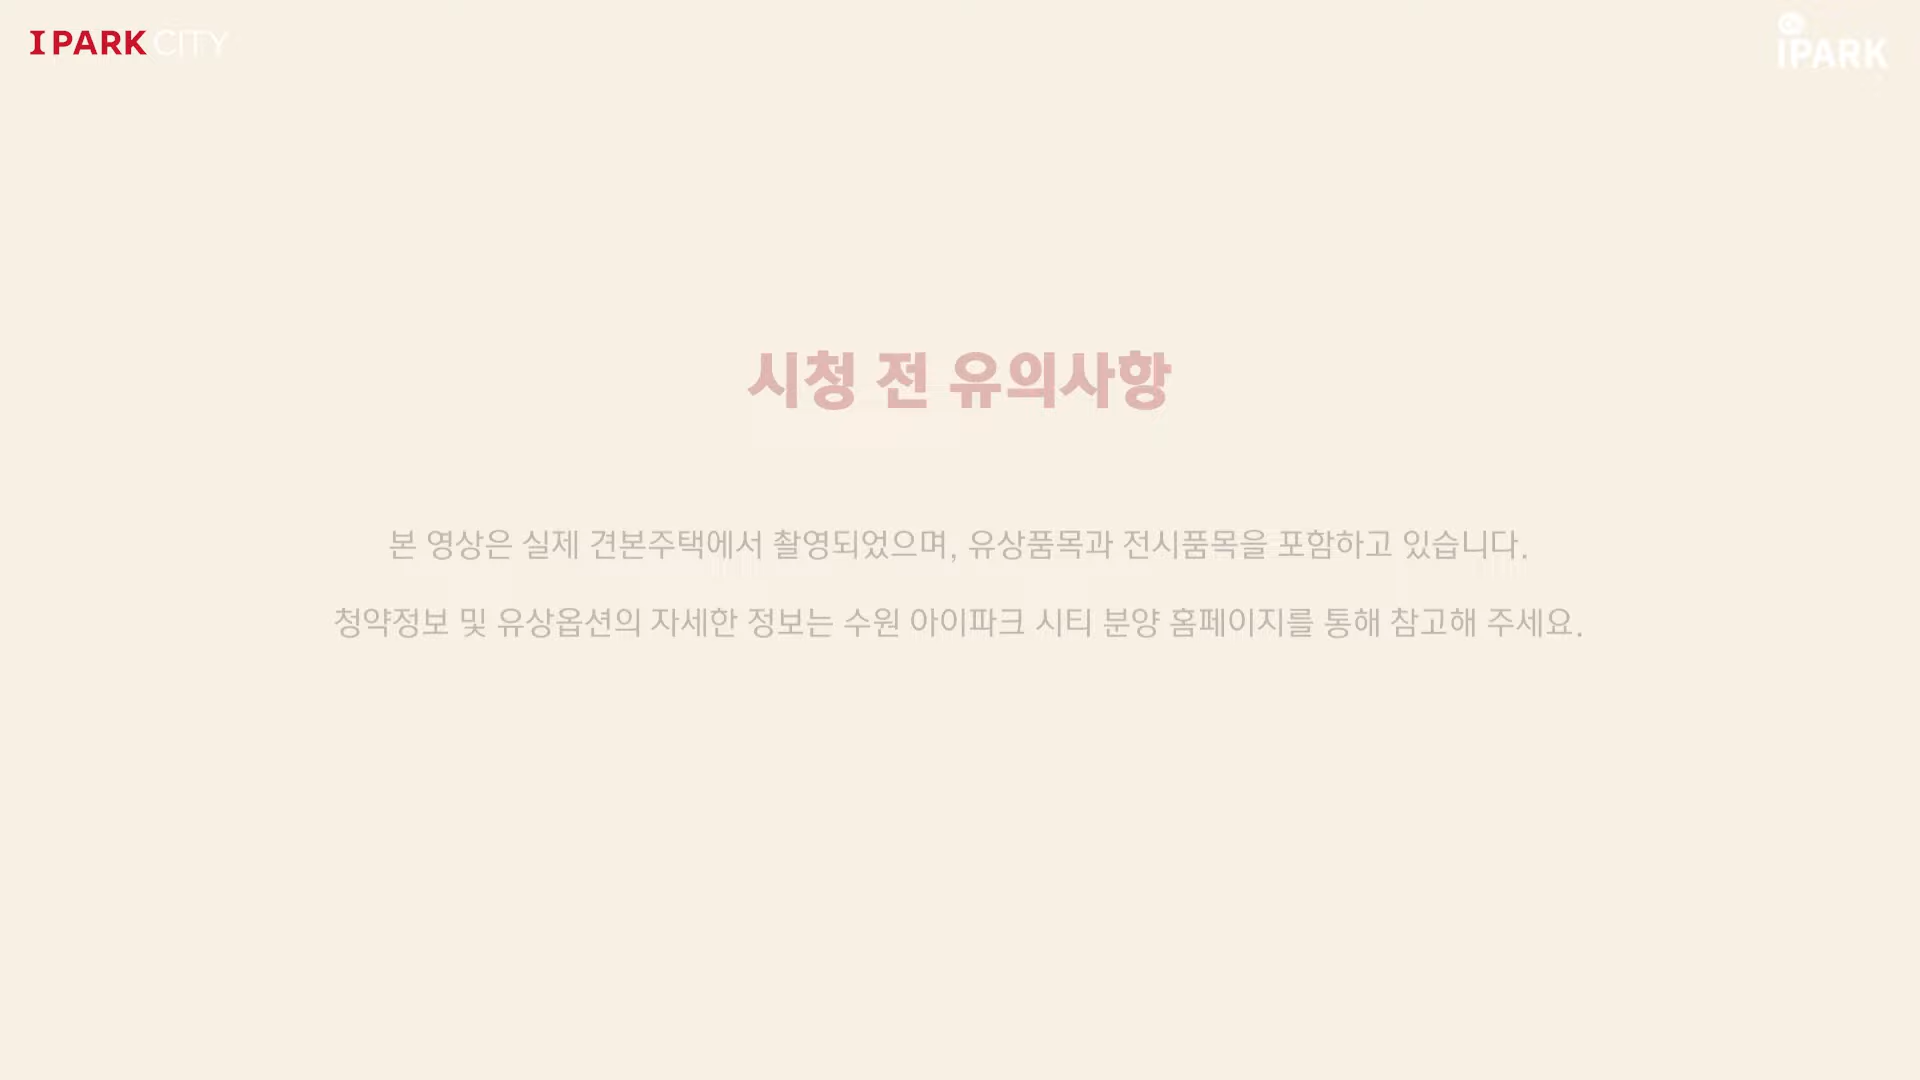 I PARK CITY
IPARK
시청 전 유의사항
본 영상은 실제 견본주택에서 촬영되었으며, 유상품목과 전시품목을 포함하고 있습니다.
청약정보 및 유상옵션의 자세한 정보는 수원 아이파크 시티 분양 홈페이지를 통해 참고해 주세요.